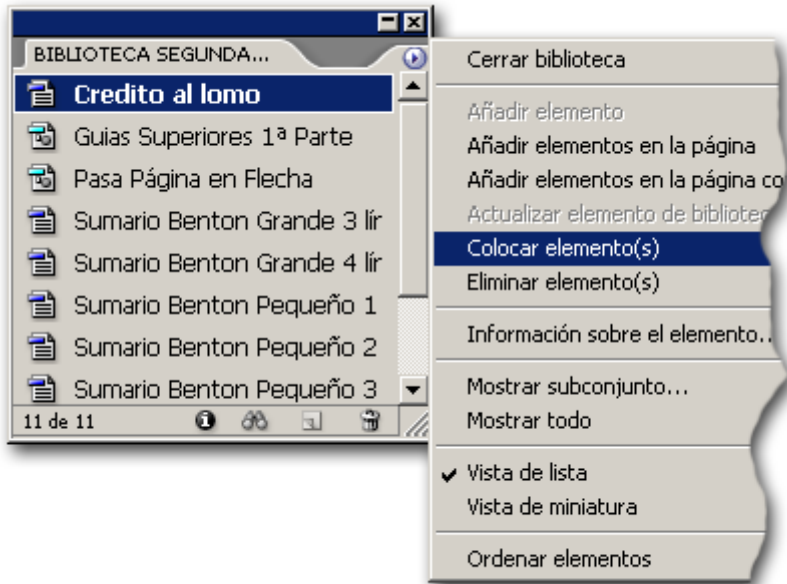 BIBLIOTECA SEGUNDA...
Credito al lomo
Guias Superiores 1ª Parte
Pasa Página en Flecha
Sumario Benton Grande 3 lír
Sumario Benton Grande 4 lír
Sumario Benton Pequeño 1
Sumario Benton Pequeño 2
Sumario Benton Pequeño 3
11 de 11
Cerrar biblioteca
Añadir elemento
Añadir elementos en la página
Añadir elementos en la página co
Actualizar elemento de bibliotec
Colocar elemento(s)
Eliminar elemento(s)
Información sobre el elemento..
Mostrar subconjunto...
Mostrar todo
Vista de lista
Vista de miniatura
Ordenar elementos